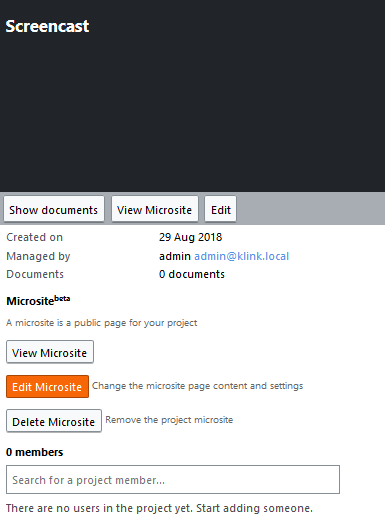 Screencast
Show documents View Microsite Edit
Created on 29 Aug 2018
Managed by admin admin@klink.local
Documents 0 documents
Microsite beta
A microsite is a public page for your project
View Microsite
Edit Microsite Change the microsite page content and settings
Delete Microsite Remove the project microsite
0 members
Search for a project member...
There are no users in the project yet. Start adding someone.